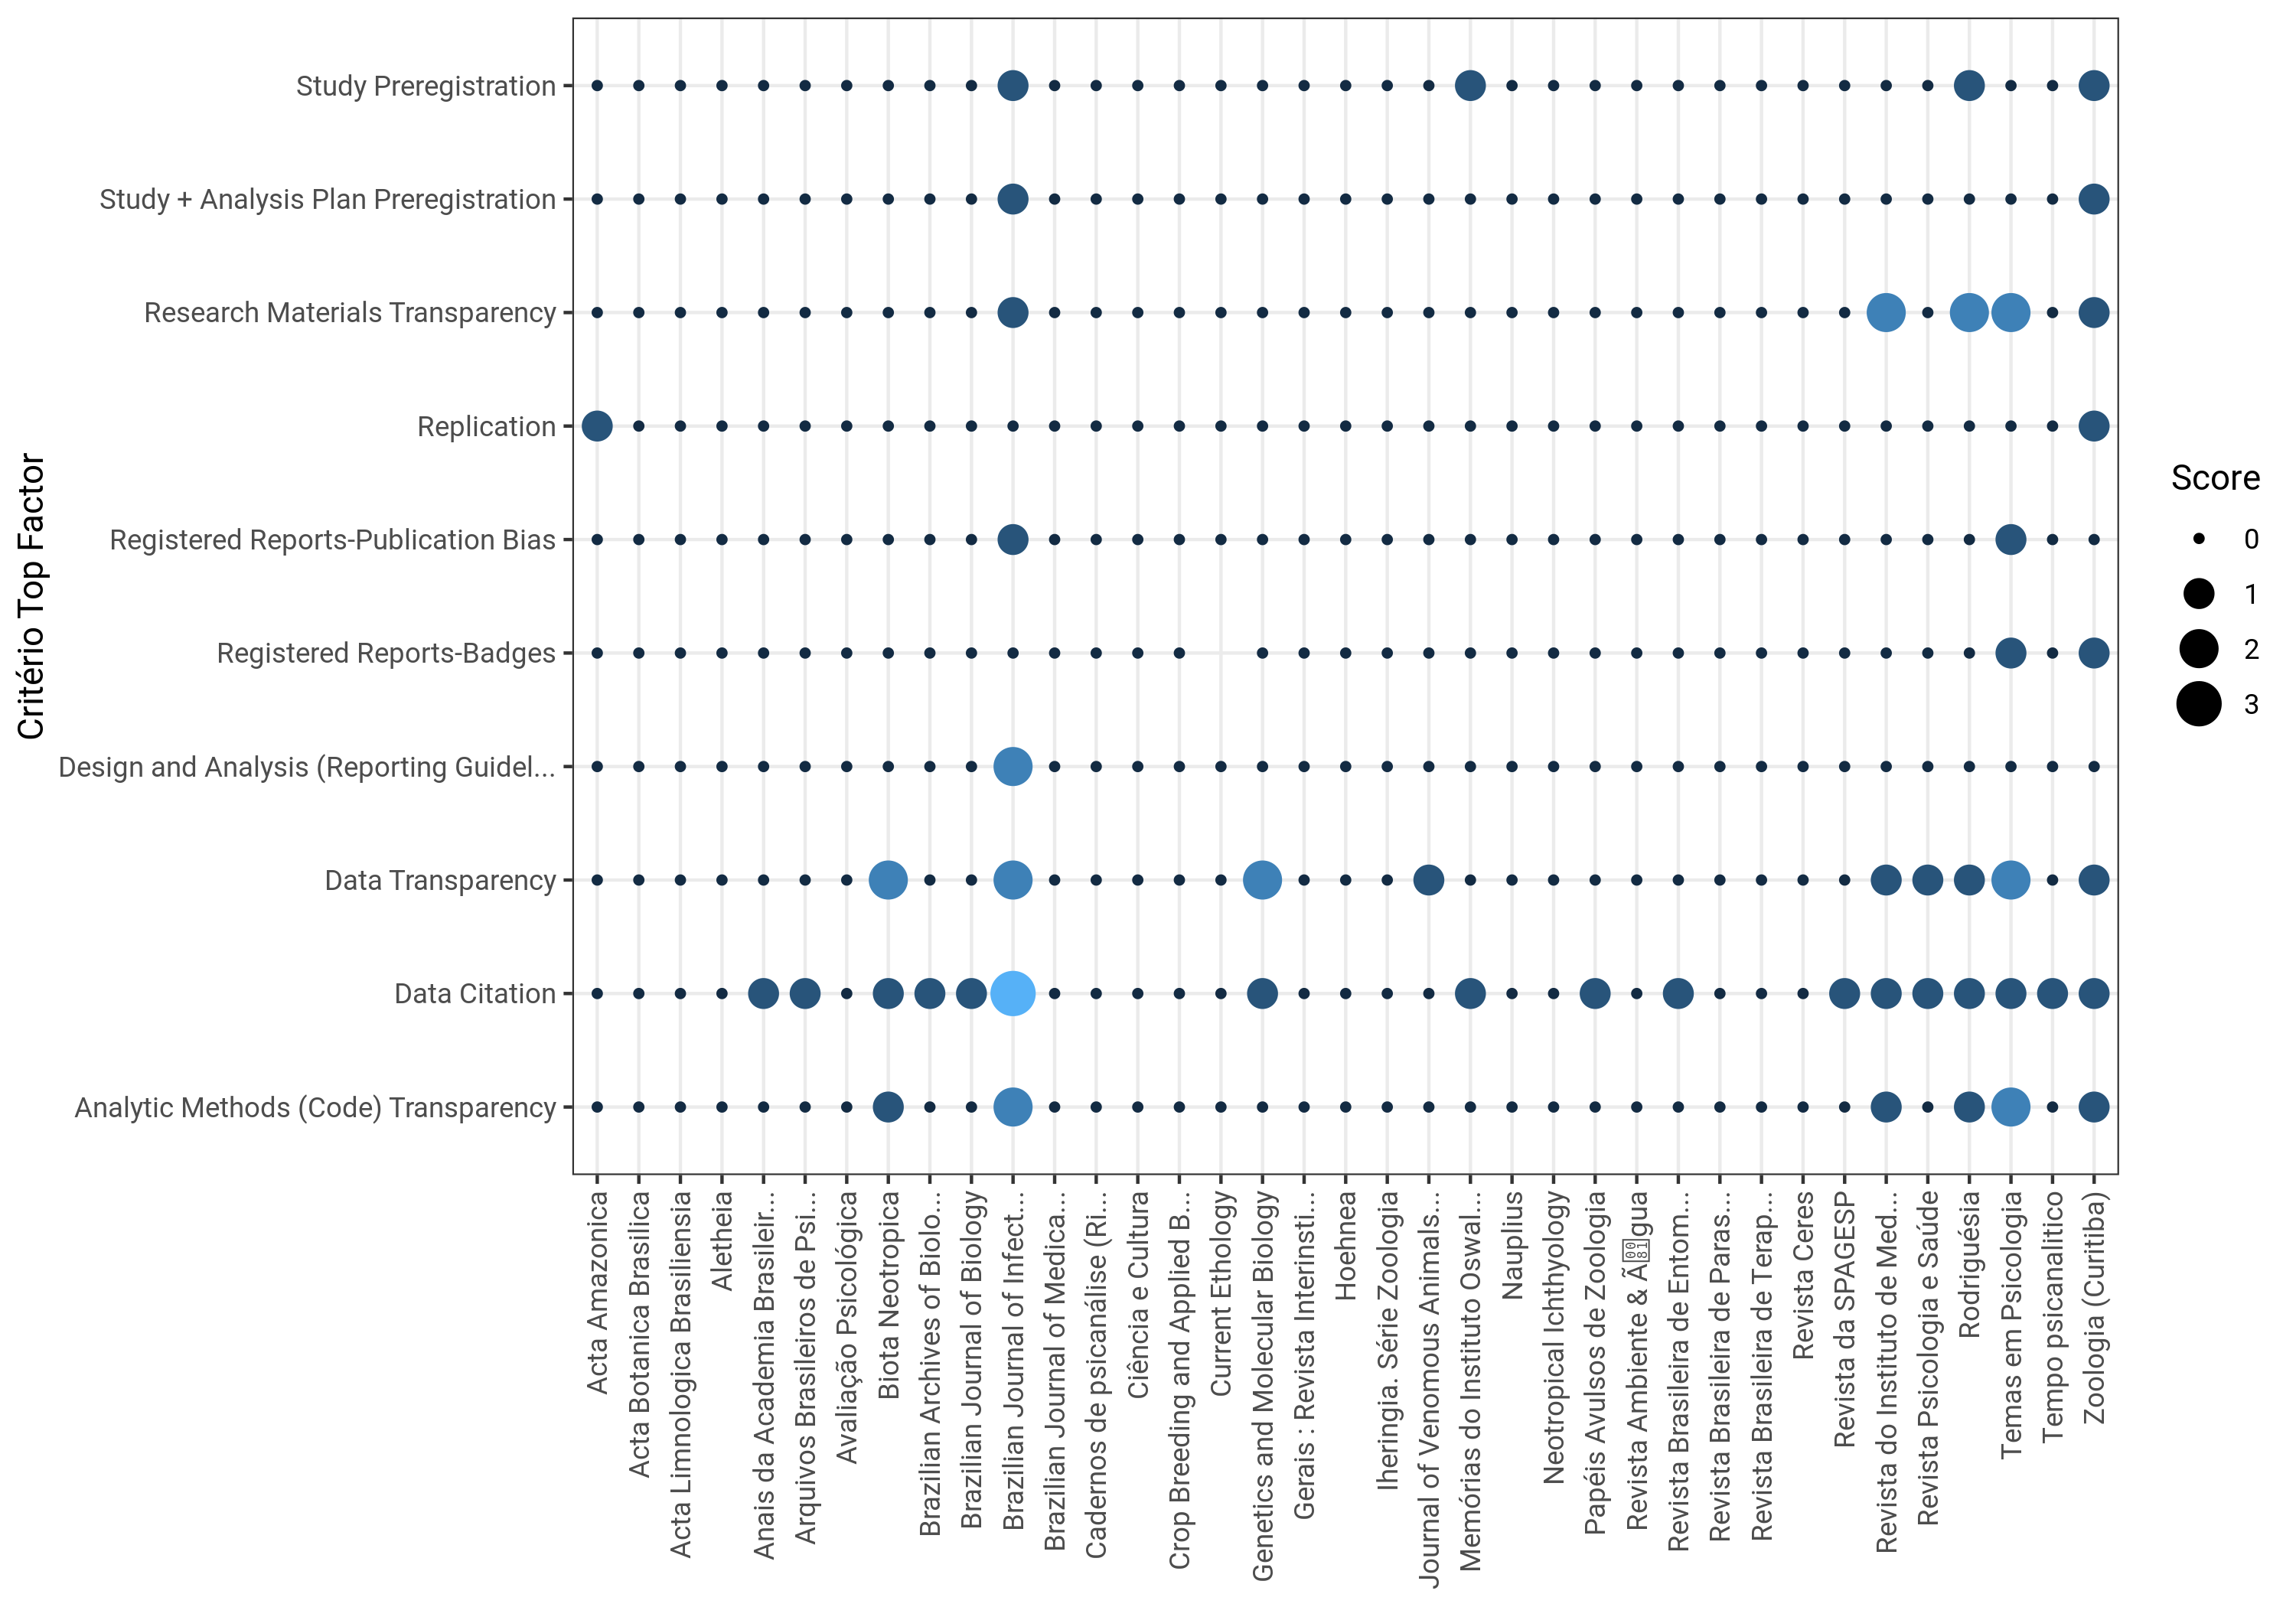 Critério Top Factor
Study Preregistration
Study + Analysis Plan Preregistration
Research Materials Transparency
Replication
Registered Reports-Publication Bias
Registered Reports-Badges
Design and Analysis (Reporting Guidel...
Data Transparency
Data Citation
Analytic Methods (Code) Transparency
Acta Amazonica
Acta Botanica Brasilica
Acta Limnologica Brasiliensia
Aletheia
Anais da Academia Brasileir...
Arquivos Brasileiros de Psi...
Avaliação Psicológica
Biota Neotropica
Brazilian Archives of Biolo...
Brazilian Journal of Biology
Brazilian Journal of Infect...
Brazilian Journal of Medica...
Cadernos de psicanálise (Ri...
Ciência e Cultura
Crop Breeding and Applied B...
Current Ethology
Genetics and Molecular Biology
Gerais : Revista Interinsti...
Hoehnea
Iheringia. Série Zoologia
Journal of Venomous Animals...
Memórias do Instituto Oswal...
Nauplius
Neotropical Ichthyology
Papéis Avulsos de Zoologia
Revista Ambiente & Ãgua
Revista Brasileira de Entom...
Revista Brasileira de Paras...
Revista Brasileira de Terap...
Revista Ceres
Revista da SPAGESP
Revista do Instituto de Med...
Revista Psicologia e Saúde
Rodriguésia
Temas em Psicologia
Tempo psicanalitico
Zoologia (Curitiba)
Score
0
1
2
3